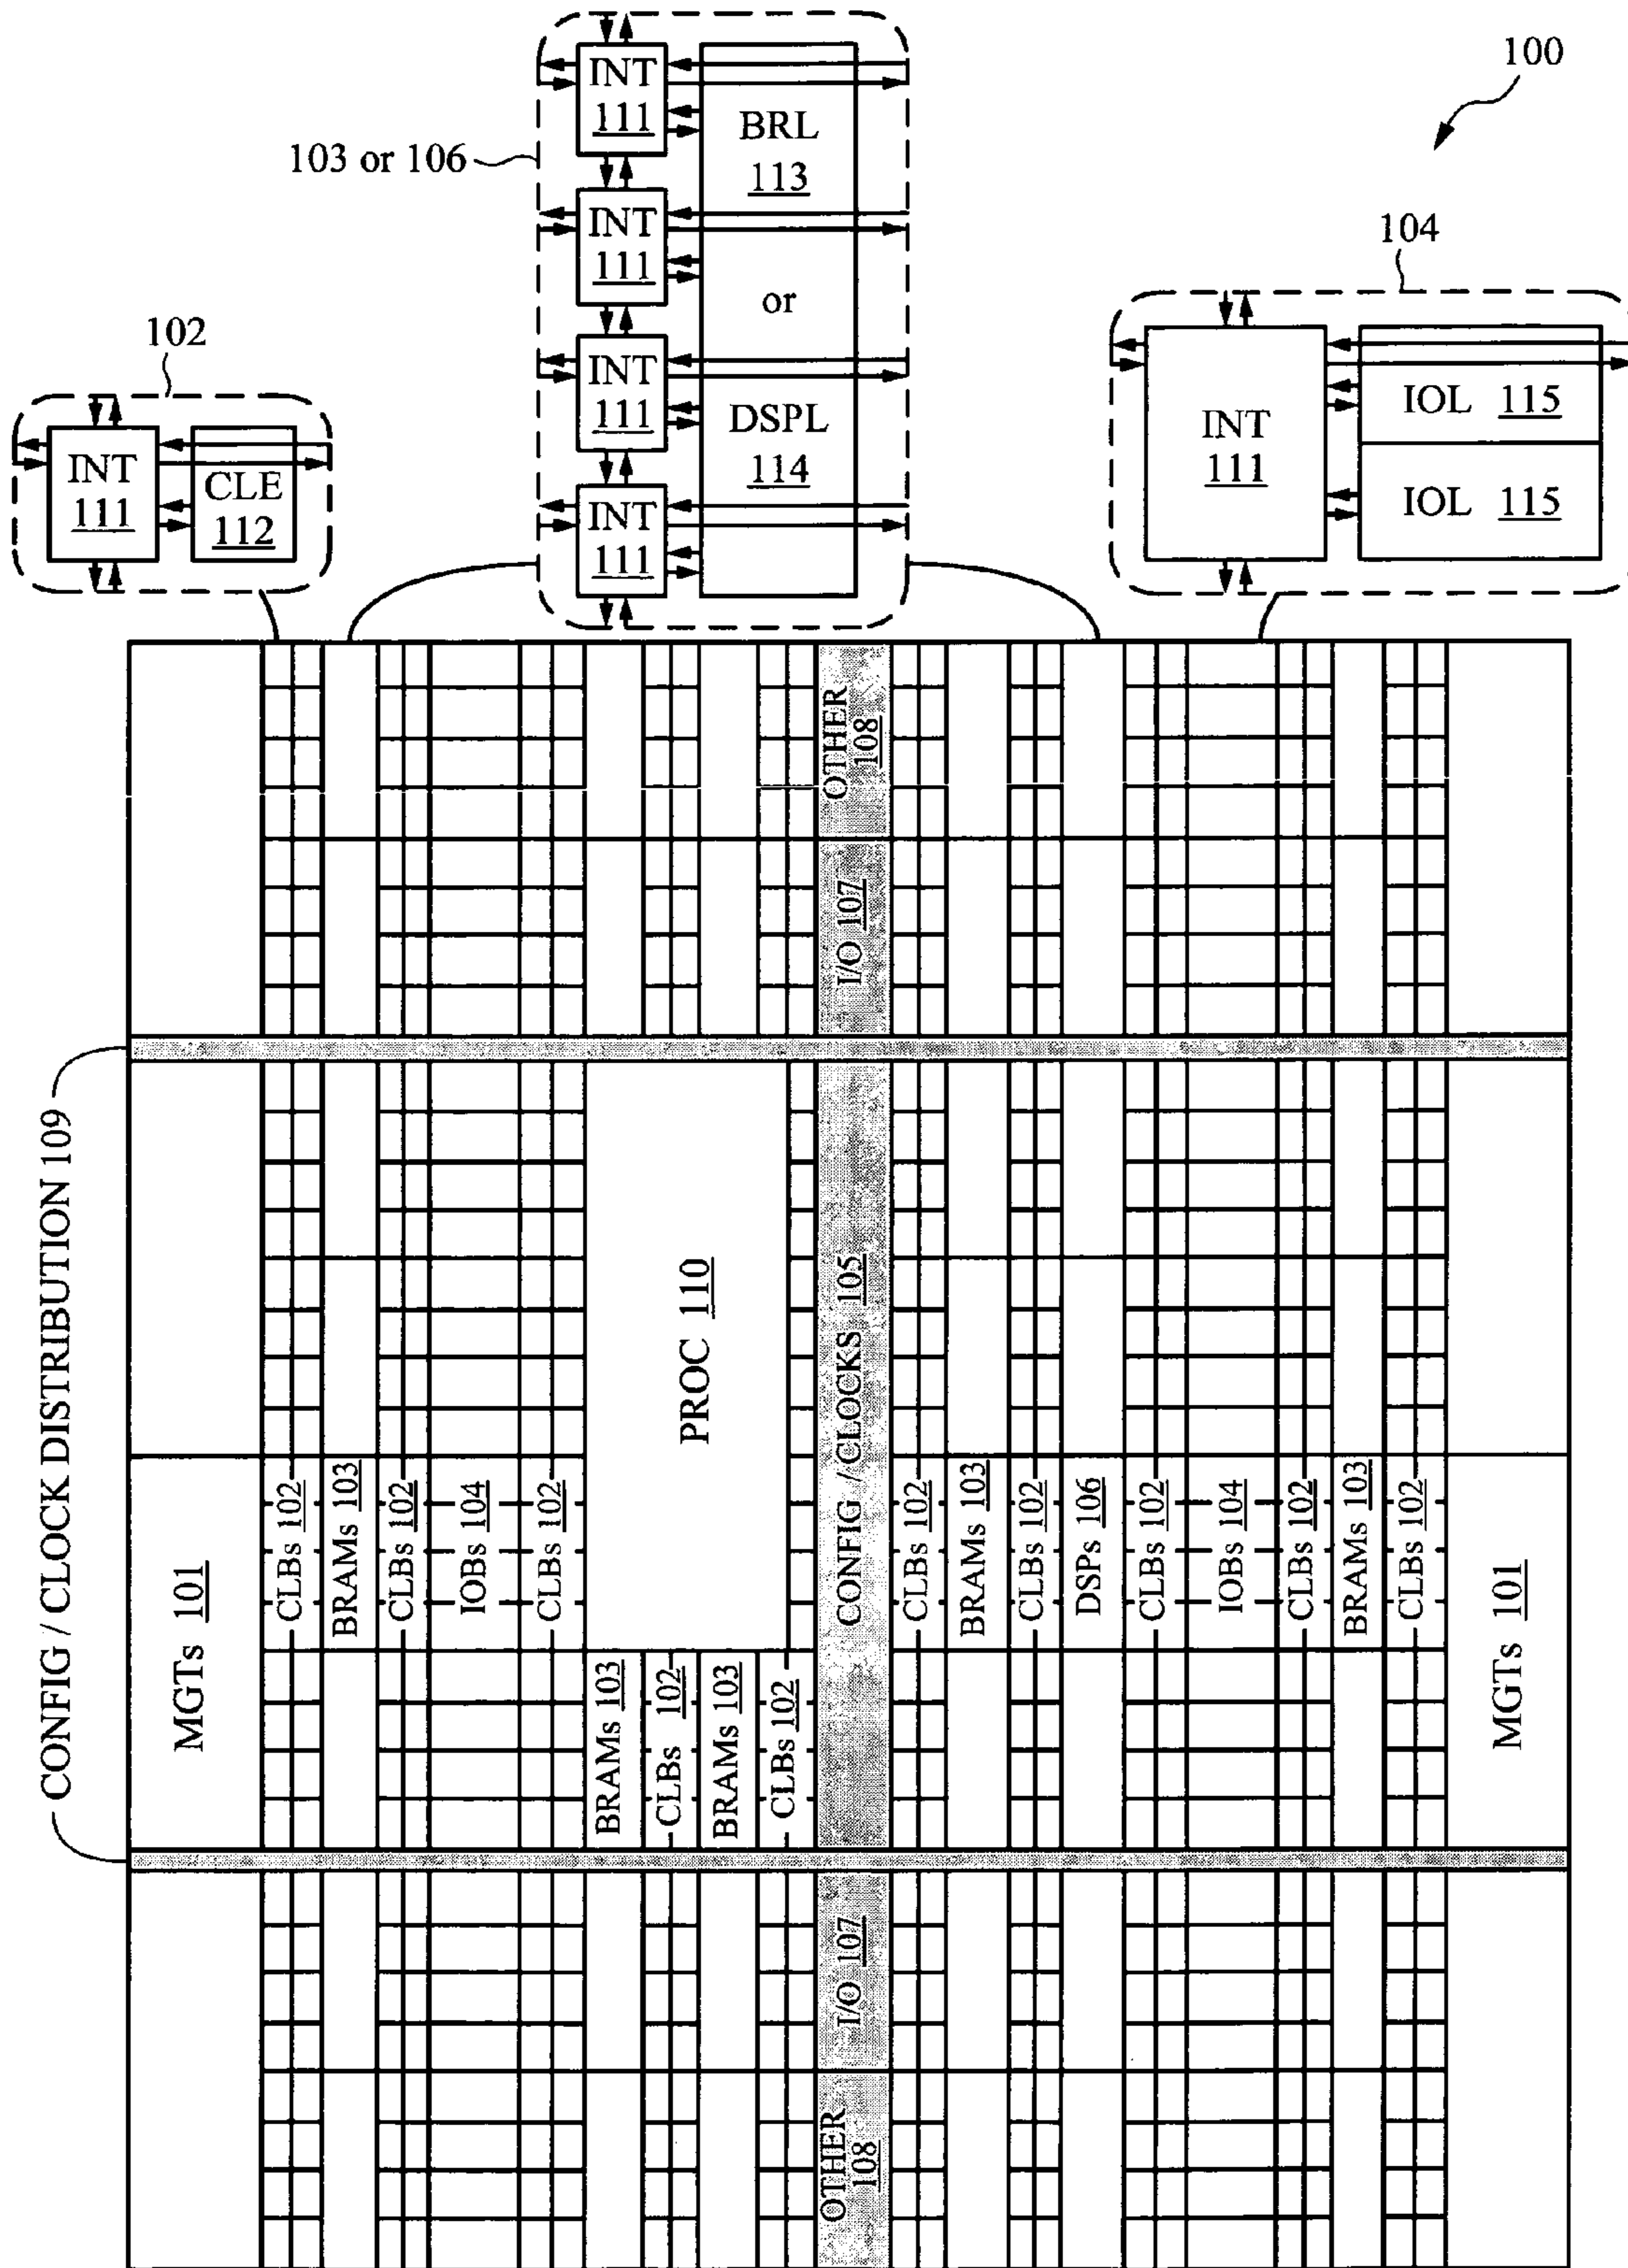 100
103 or 106
INT
111
INT
111
INT
111
INT
111
BRL
113
or
DSPL
114
104
INT
111
IOL 115
IOL 115
102
INT
111
CLE
112
CONFIG / CLOCK DISTRIBUTION 109
OTHER
108
I/O 107
PROC 110
CONFIG / CLOCKS 105
MGTs 101
CLBs 102
BRAMs 103
CLBs 102
IOBs 104
CLBs 102
BRAMs 103
CLBs 102
BRAMs 103
CLBs 102
CLBs 102
BRAMs 103
CLBs 102
DSPs 106
CLBs 102
IOBs 104
CLBs 102
BRAMs 103
CLBs 102
MGTs 101
I/O 107
OTHER
108